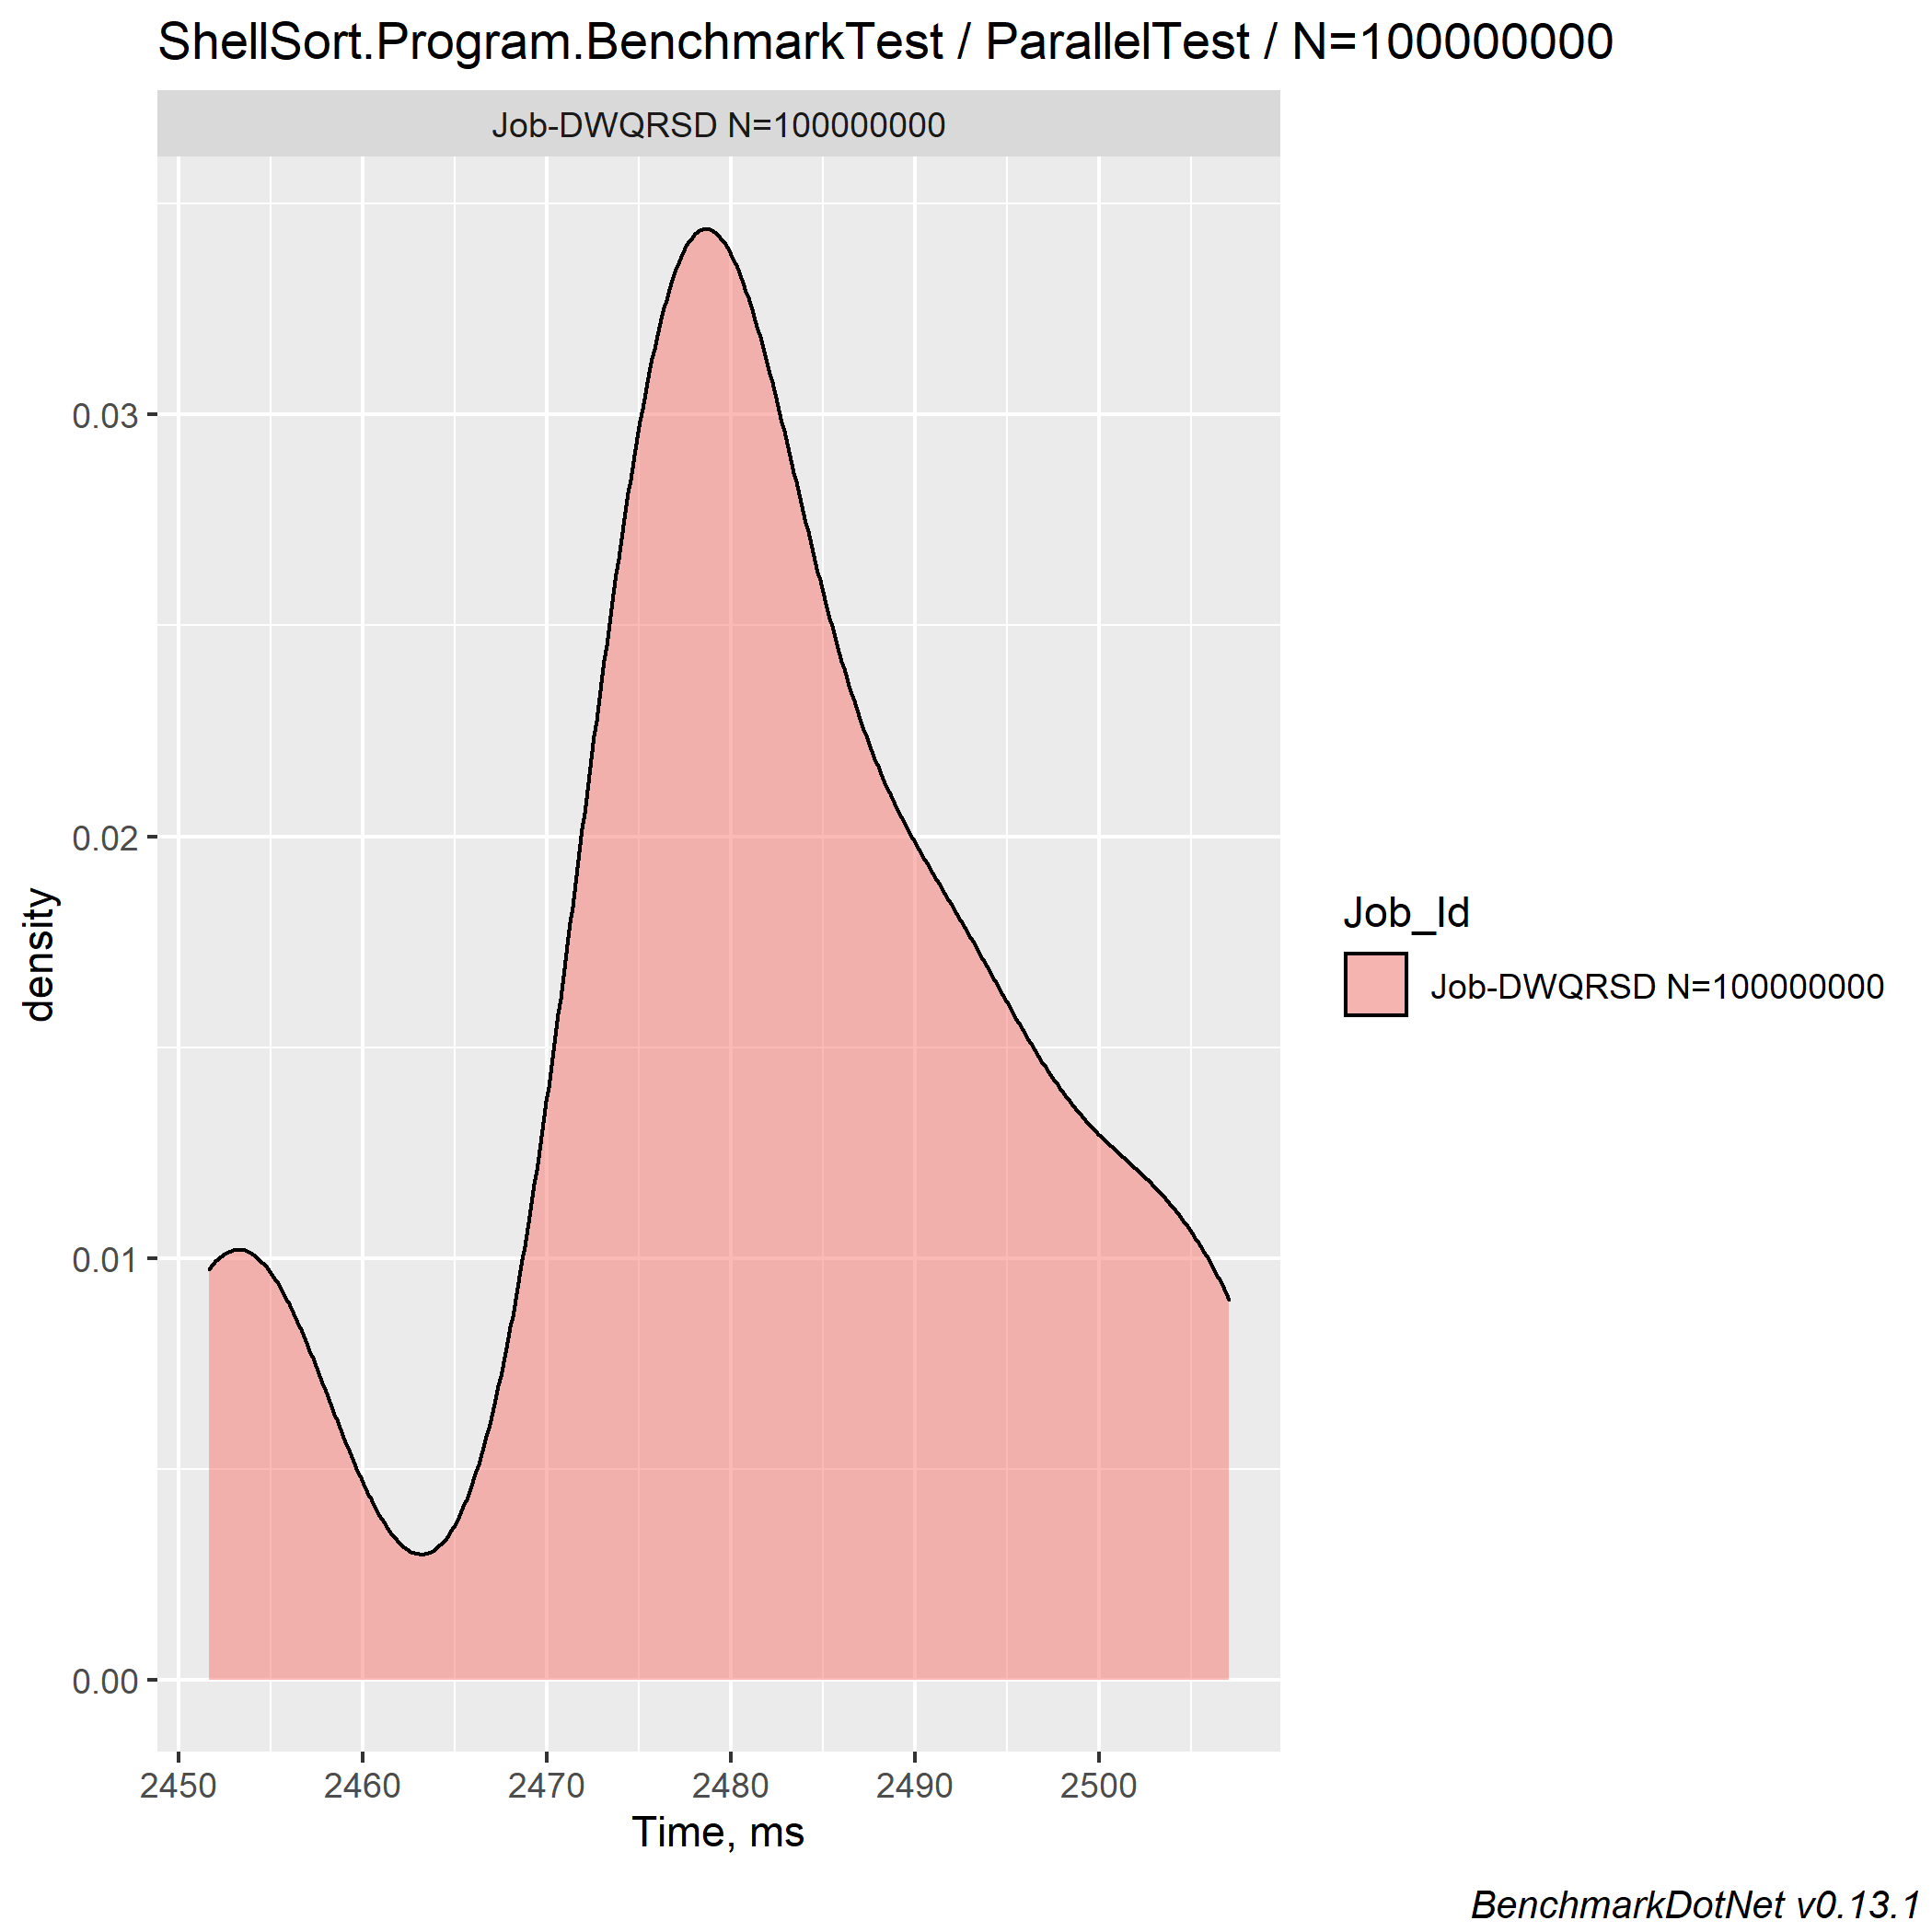 ShellSort.Program.BenchmarkTest / ParallelTest / N=100000000
Job-DWQRSD N=100000000
0.03
0.02
0.01
0.00
density
2450 2460 2470 2480 2490 2500
Time, ms
Job_Id
Job-DWQRSD N=100000000
BenchmarkDotNet v0.13.1